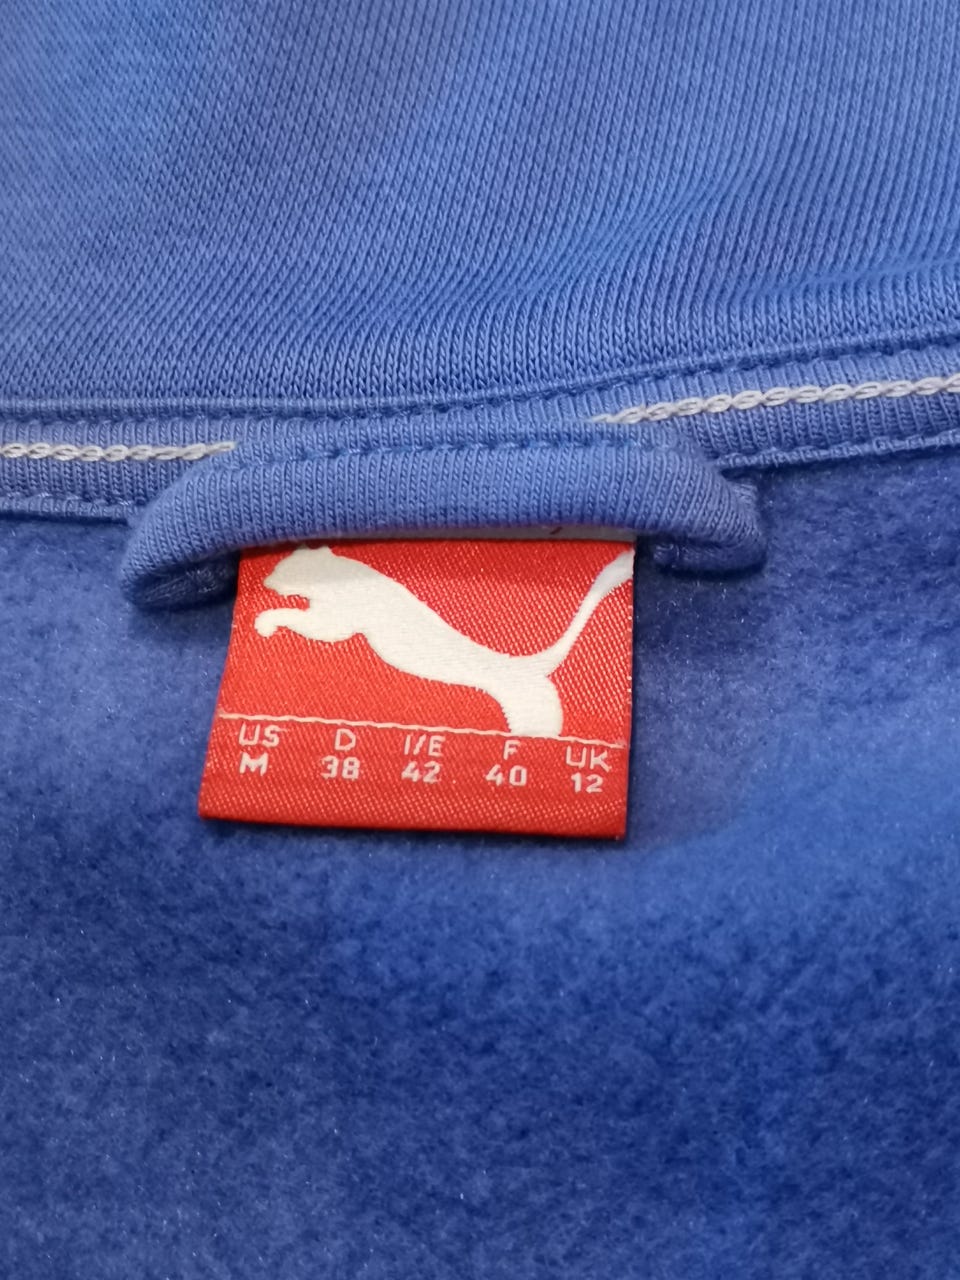 US D I/E F UK
M 38 42 40 12